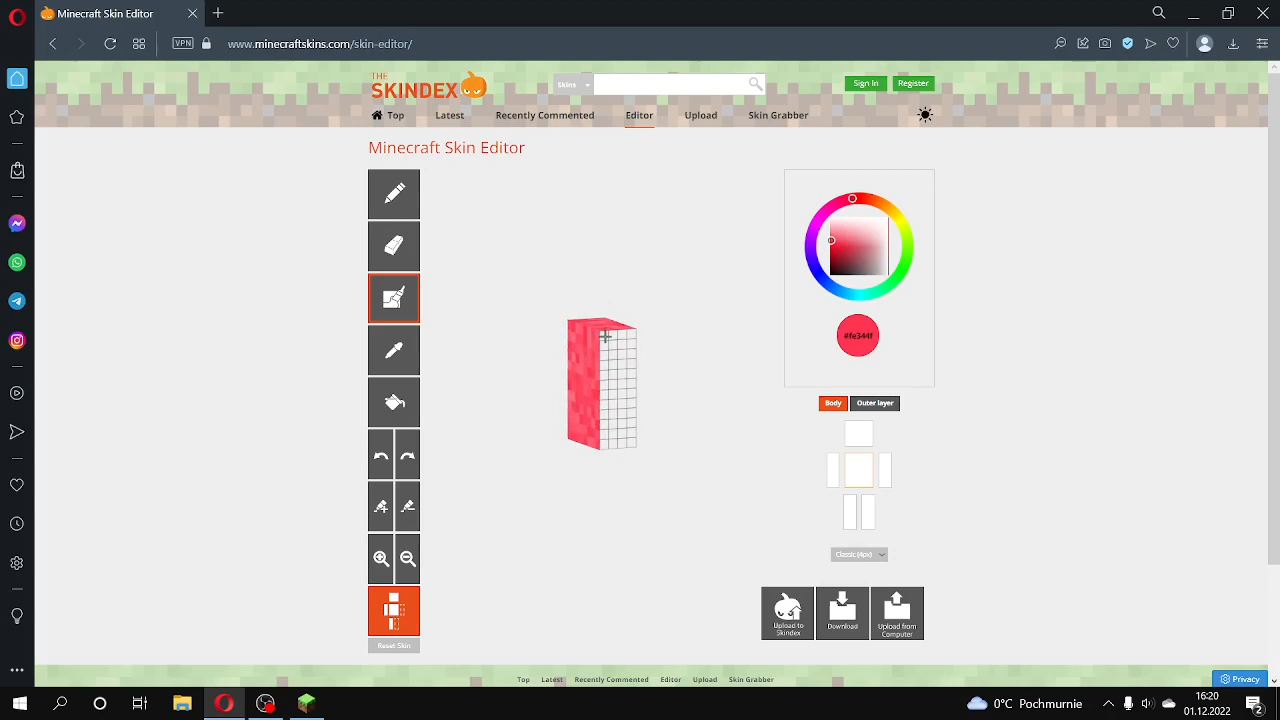 Minecraft Skin Editor
VPN
www.minecraftskins.com/skin-editor/
THE
SKINDEX
Skins
Sign In
Register
Top
Latest
Recently Commented
Editor
Upload
Skin Grabber
Minecraft Skin Editor
#fe344f
Body
Outer layer
Classic (4px)
Upload to
Skindex
Download
Upload from
Computer
Reset Skin
Top
Latest
Recently Commented
Editor
Upload
Skin Grabber
Privacy
0°C Pochmurnie
16:20
01.12.2022
2